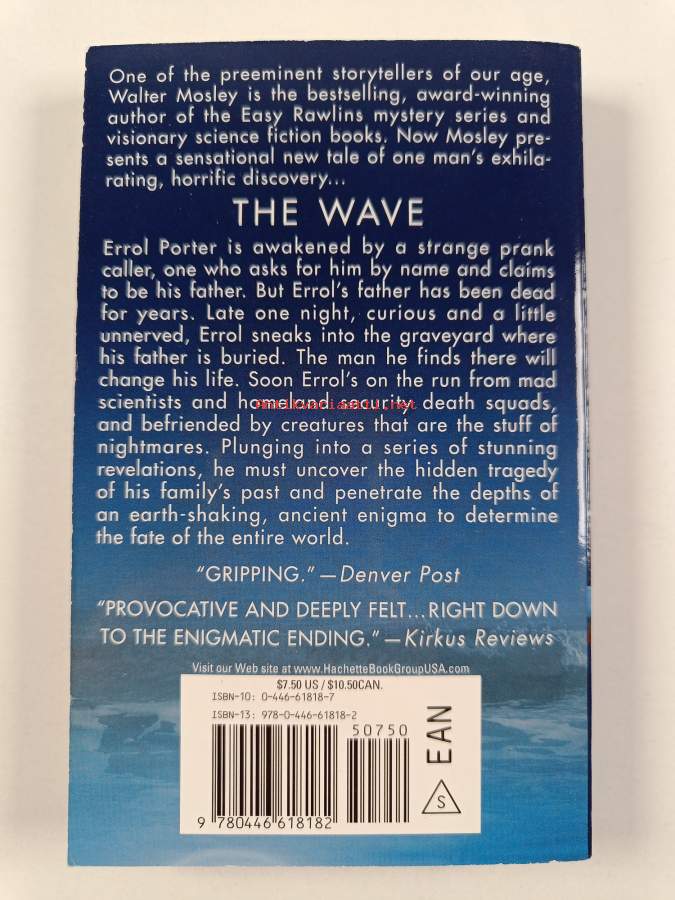 One of the preeminent storytellers of our age,
Walter Mosley is the bestselling, award-winning
author of the Easy Rawlins mystery series and
visionary science fiction books. Now Mosley pre-
sents a sensational new tale of one man's exhila-
rating, horrific discovery...
THE WAVE
Errol Porter is awakened by a strange prank
caller, one who asks for him by name and claims
to be his father. But Errol's father has been dead
for years. Late one night, curious and a little
unnerved, Errol sneaks into the graveyard where
his father is buried. The man he finds there will
change his life. Soon Errol's on the run from mad
scientists and homeland security death squads,
Antikvariaatti.net
and befriended by creatures that are the stuff of
nightmares. Plunging into a series of stunning
revelations, he must uncover the hidden tragedy
of his family's past and penetrate the depths of
an earth-shaking, ancient enigma to determine
the fate of the entire world.
"GRIPPING." —Denver Post
"PROVOCATIVE AND DEEPLY FELT...RIGHT DOWN
TO THE ENIGMATIC ENDING." —Kirkus Reviews
Visit our Web site at www.HachetteBookGroupUSA.com
$7.50 US / $10.50CAN.
ISBN-10: 0-446-61818-7
ISBN-13: 978-0-446-61818-2
50750
EAN
S
9 780446 618182